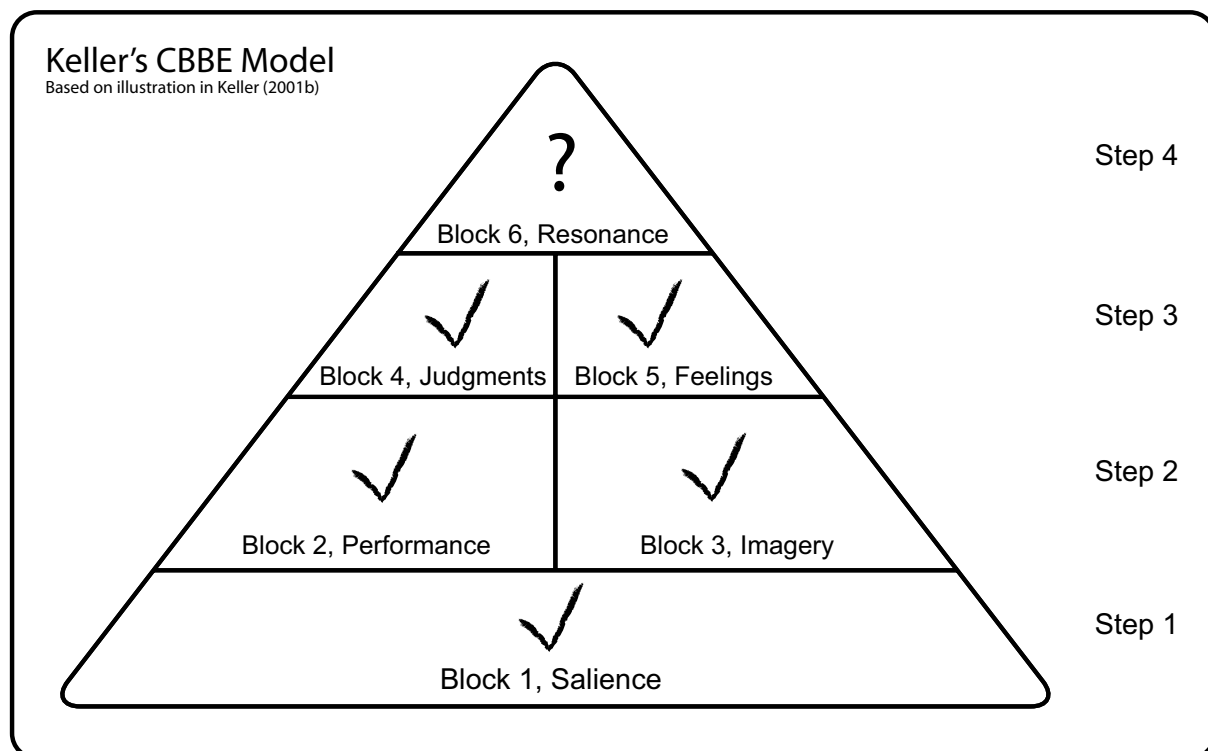 Keller's CBBE Model
Based on illustration in Keller (2001b)
?
Step 4
Block 6, Resonance
Step 3
Block 4, Judgments
Block 5, Feelings
Step 2
Block 2, Performance
Block 3, Imagery
Step 1
Block 1, Salience